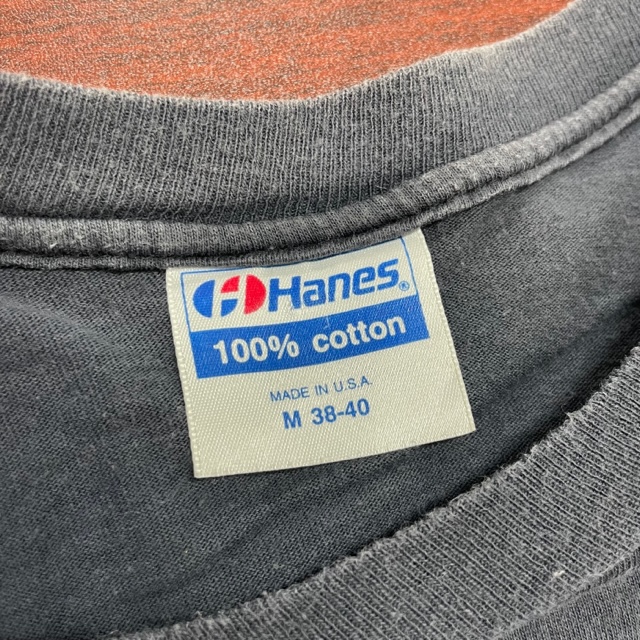 Hanes®
100% cotton
MADE IN U.S.A.
M 38-40